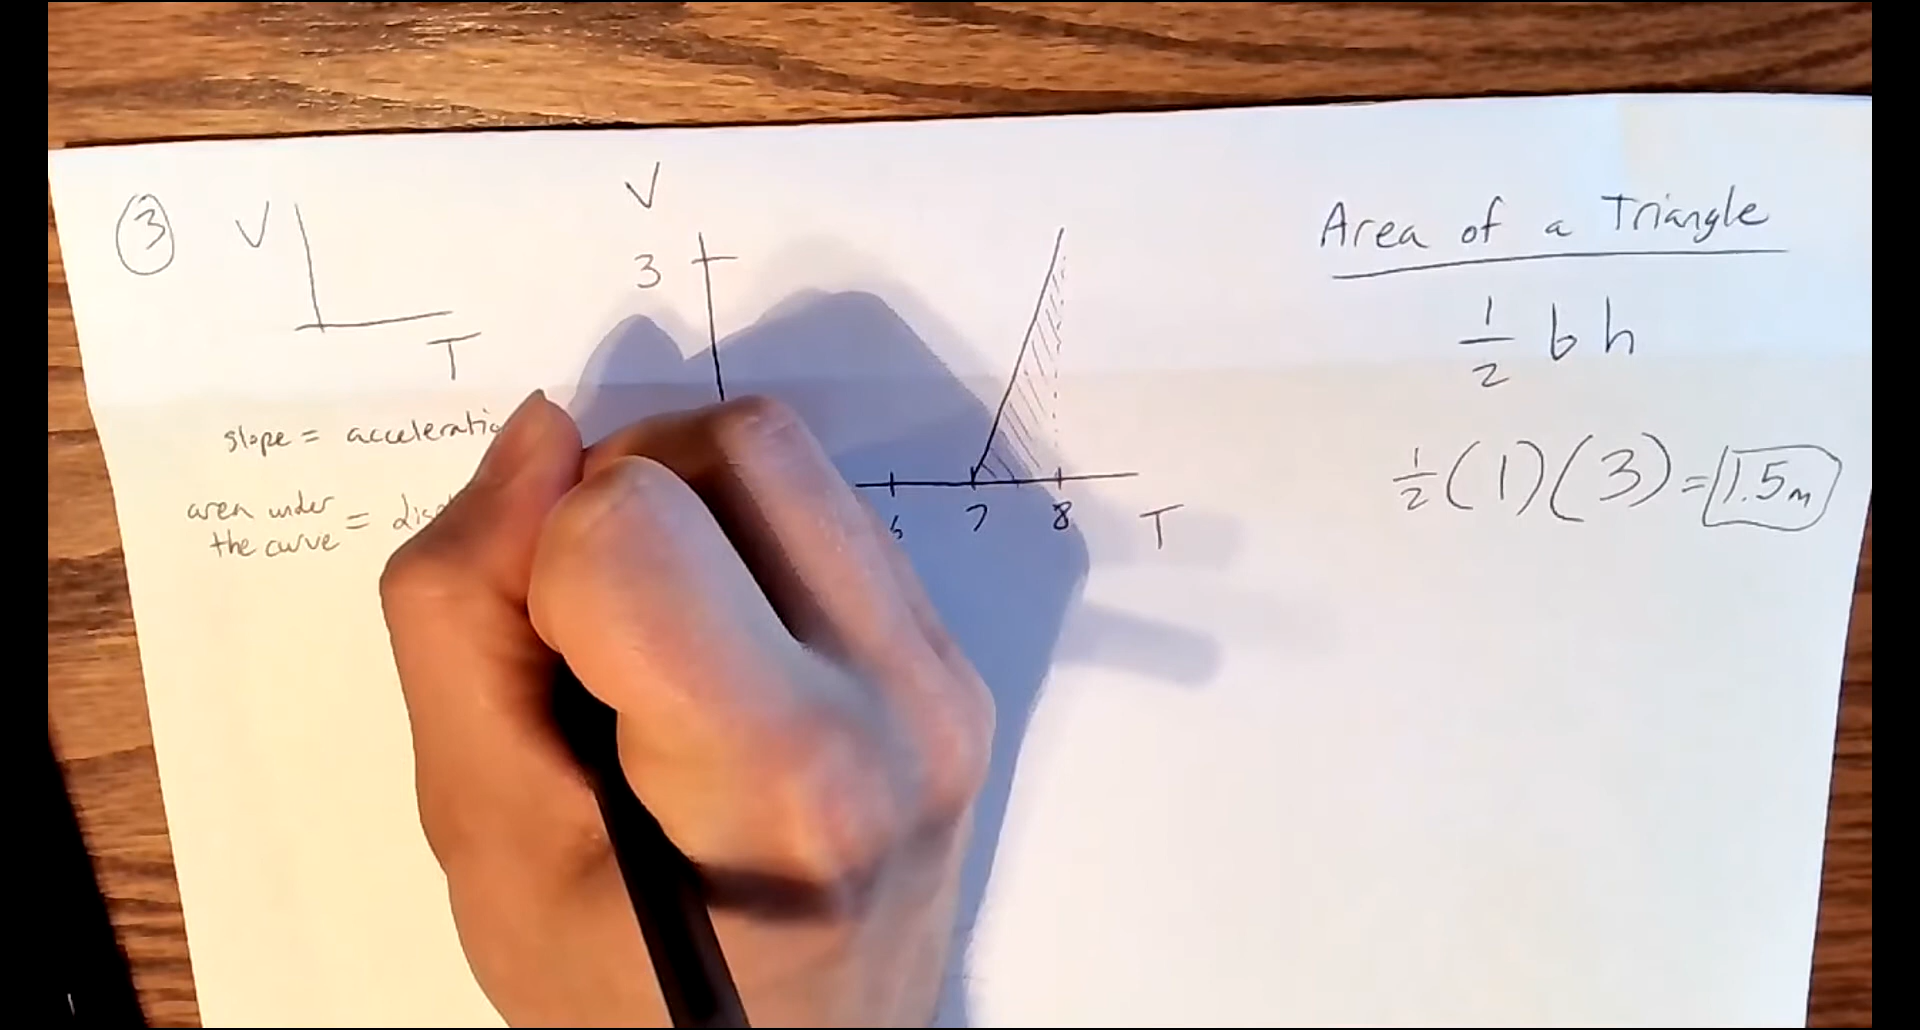 ③
V
T
slope =
area under
the curve =
V
3
7 8
T
Area of a Triangle
1/2 b h
1/2 (1)(3) = 1.5m